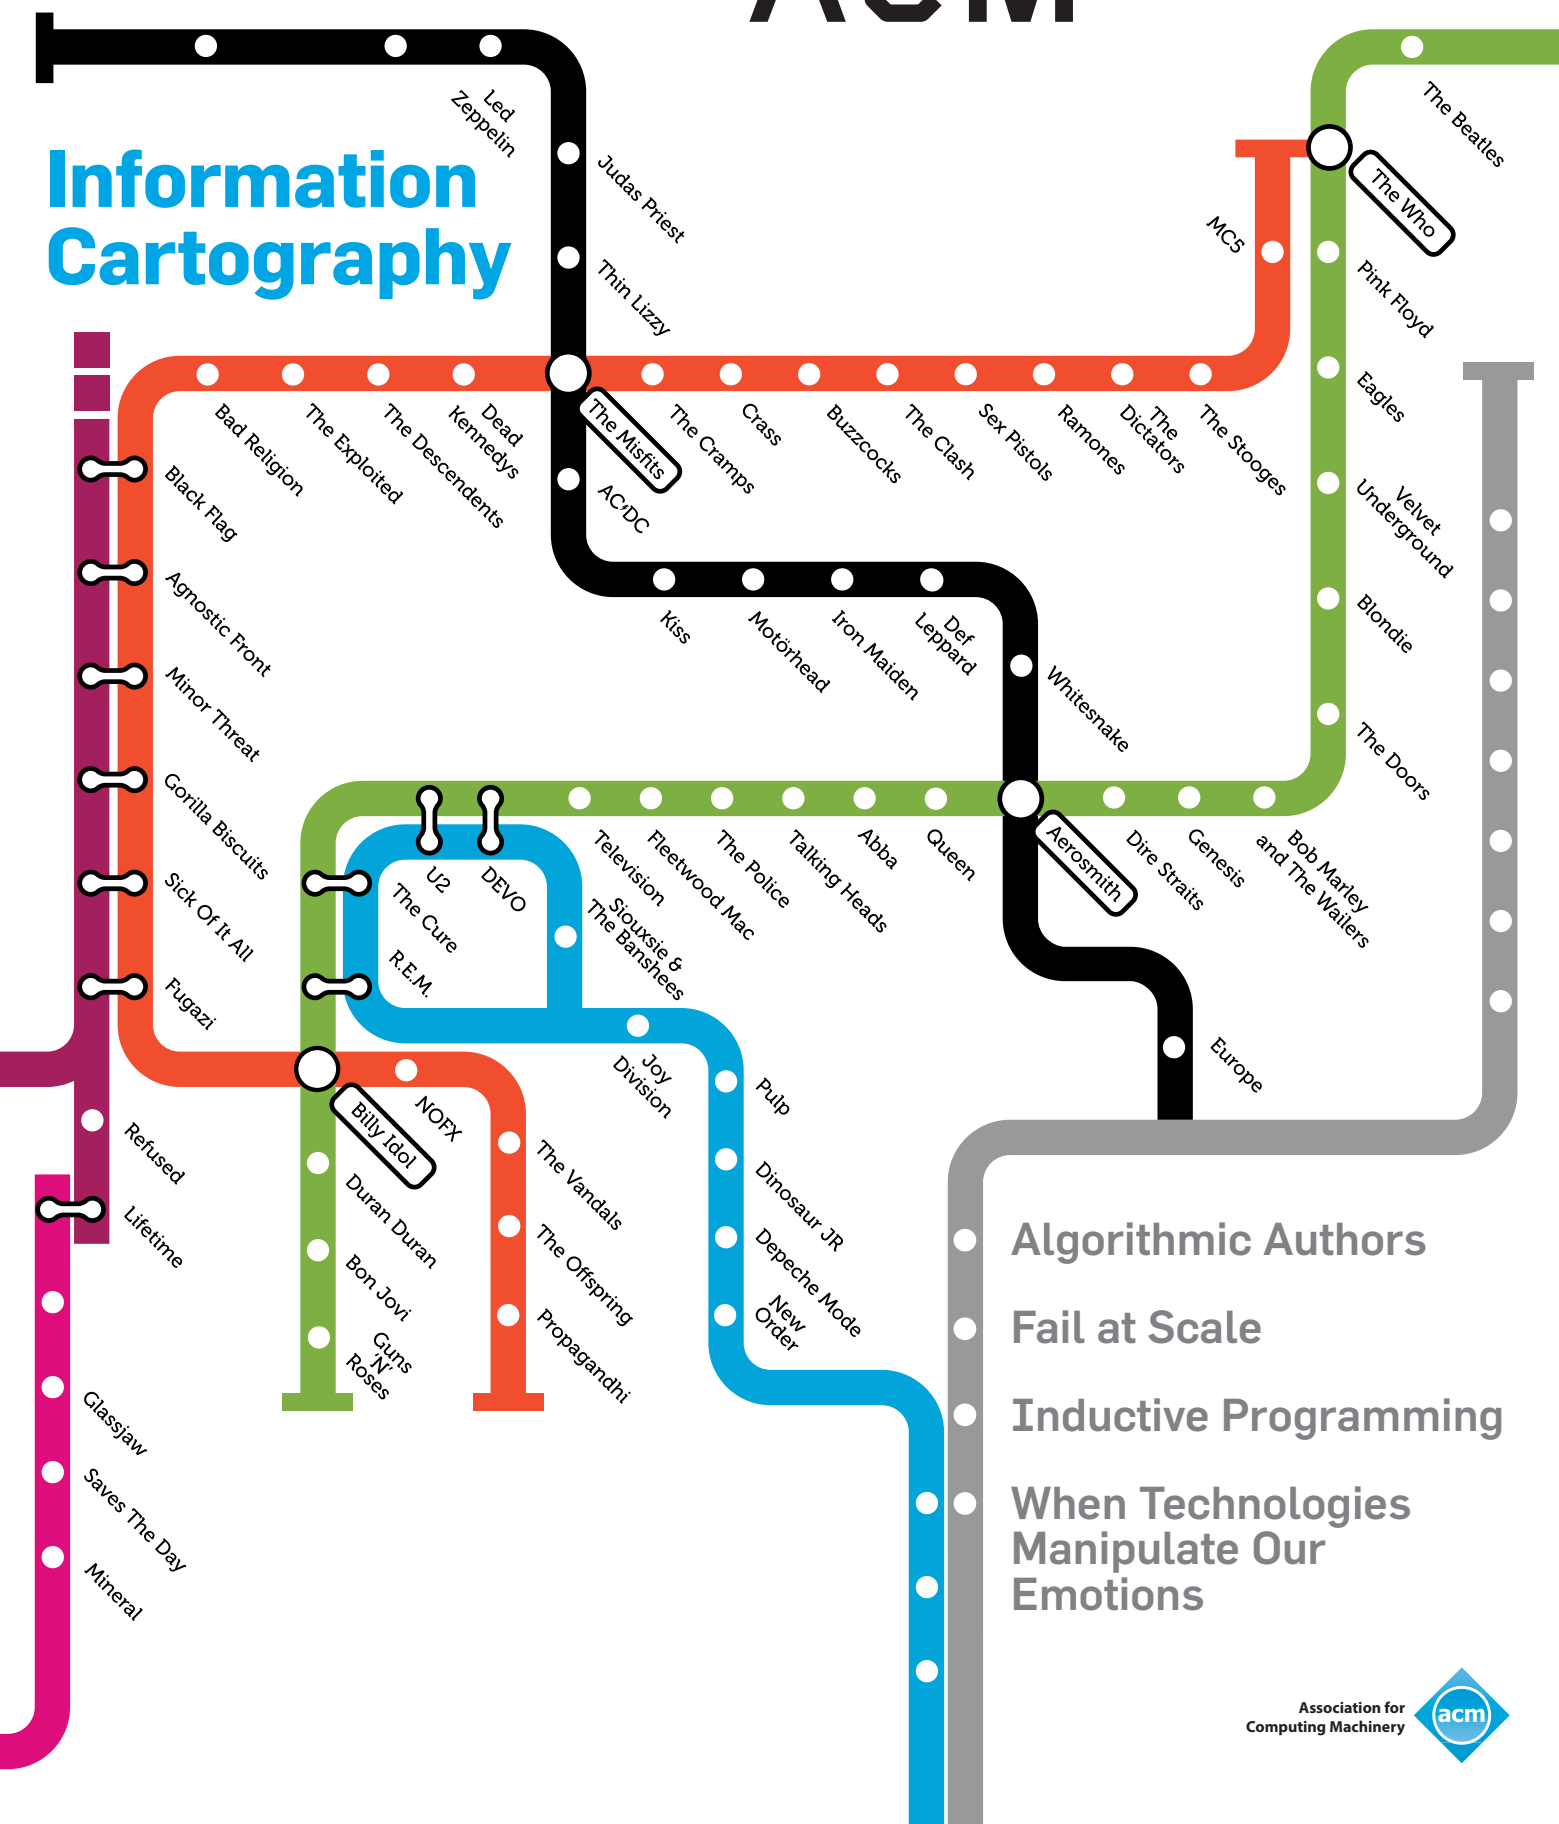 ACM
Information
Cartography
Led
Zeppelin
Judas Priest
Thin Lizzy
The Beatles
The Who
MC5
Pink Floyd
Eagles
Velvet
Underground
Blondie
The Doors
Bad Religion
The Exploited
The Descendents
Dead
Kennedys
The Misfits
The Cramps
Crass
Buzzcocks
The Clash
Sex Pistols
Ramones
The
Dictators
The Stooges
AC⚡DC
Kiss
Motörhead
Iron Maiden
Def
Leppard
Whitesnake
Black Flag
Agnostic Front
Minor Threat
Gorilla Biscuits
Sick Of It All
Fugazi
U2
DEVO
The Cure
R.E.M.
Siouxsie &
The Banshees
Television
Fleetwood Mac
The Police
Talking Heads
Abba
Queen
Aerosmith
Dire Straits
Genesis
Bob Marley
and The Wailers
Europe
Joy
Division
Pulp
Dinosaur JR
Depeche Mode
New
Order
Billy Idol
NOFX
The Vandals
The Offspring
Propagandhi
Duran Duran
Bon Jovi
Guns
'N'
Roses
Refused
Lifetime
Glassjaw
Saves The Day
Mineral
Algorithmic Authors
Fail at Scale
Inductive Programming
When Technologies
Manipulate Our
Emotions
Association for
Computing Machinery
acm